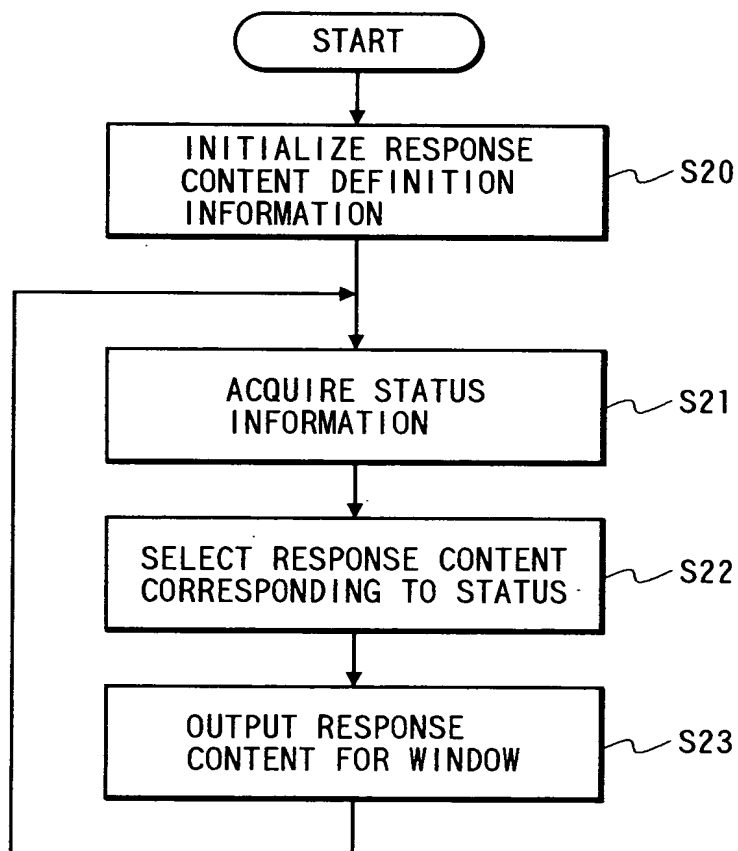 START
INITIALIZE RESPONSE
CONTENT DEFINITION
INFORMATION
S20
ACQUIRE STATUS
INFORMATION
S21
SELECT RESPONSE CONTENT
CORRESPONDING TO STATUS
S22
OUTPUT RESPONSE
CONTENT FOR WINDOW
S23